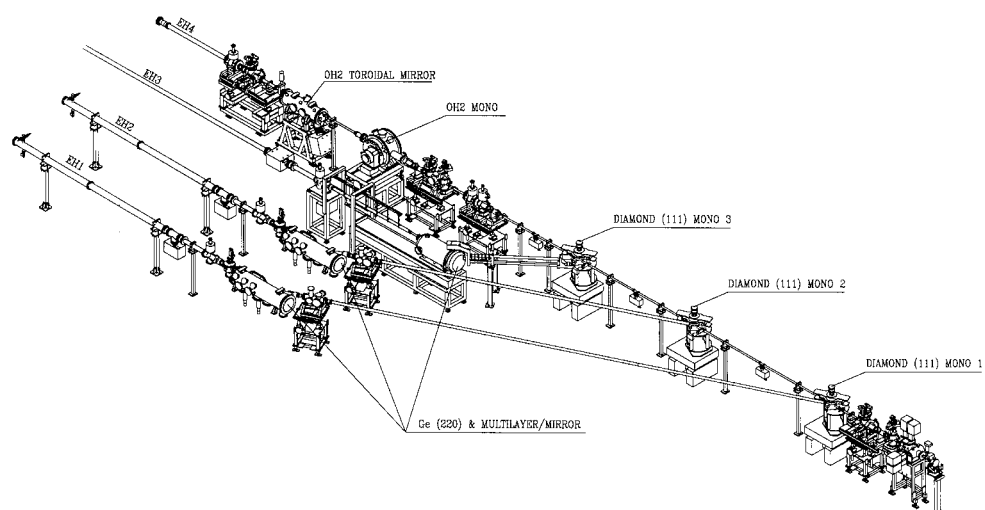 EH4
OH2 TOROIDAL MIRROR
EH3
OH2 MONO
EH2
EH1
DIAMOND (111) MONO 3
DIAMOND (111) MONO 2
DIAMOND (111) MONO 1
Ge (220) & MULTILAYER/MIRROR